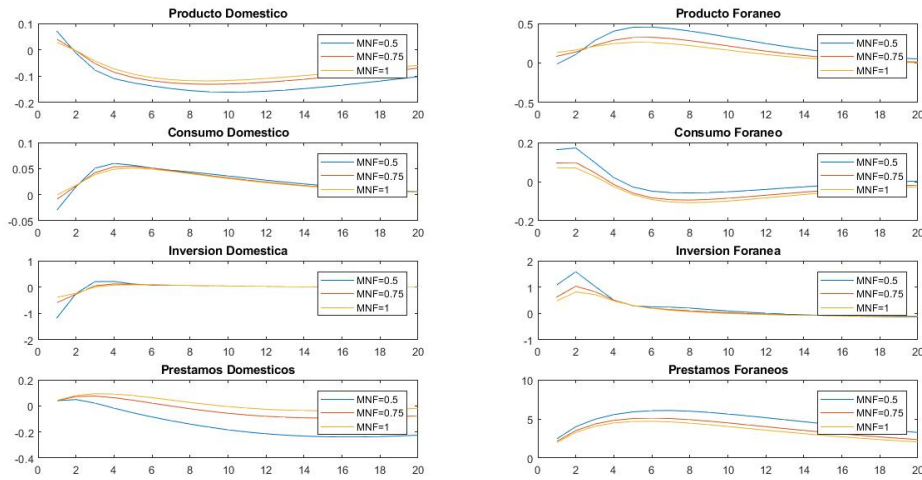 Producto Domestico
0.1
0
-0.1
-0.2
0 2 4 6 8 10 12 14 16 18 20
MNF=0.5
MNF=0.75
MNF=1
Producto Foraneo
0.5
0
-0.5
0 2 4 6 8 10 12 14 16 18 20
MNF=0.5
MNF=0.75
MNF=1
Consumo Domestico
0.1
0.05
0
-0.05
0 2 4 6 8 10 12 14 16 18 20
MNF=0.5
MNF=0.75
MNF=1
Consumo Foraneo
0.2
0
-0.2
0 2 4 6 8 10 12 14 16 18 20
MNF=0.5
MNF=0.75
MNF=1
Inversion Domestica
1
0
-1
-2
0 2 4 6 8 10 12 14 16 18 20
MNF=0.5
MNF=0.75
MNF=1
Inversion Foranea
2
1
0
-1
0 2 4 6 8 10 12 14 16 18 20
MNF=0.5
MNF=0.75
MNF=1
Prestamos Domesticos
0.2
0
-0.2
-0.4
0 2 4 6 8 10 12 14 16 18 20
MNF=0.5
MNF=0.75
MNF=1
Prestamos Foraneos
10
5
0
0 2 4 6 8 10 12 14 16 18 20
MNF=0.5
MNF=0.75
MNF=1